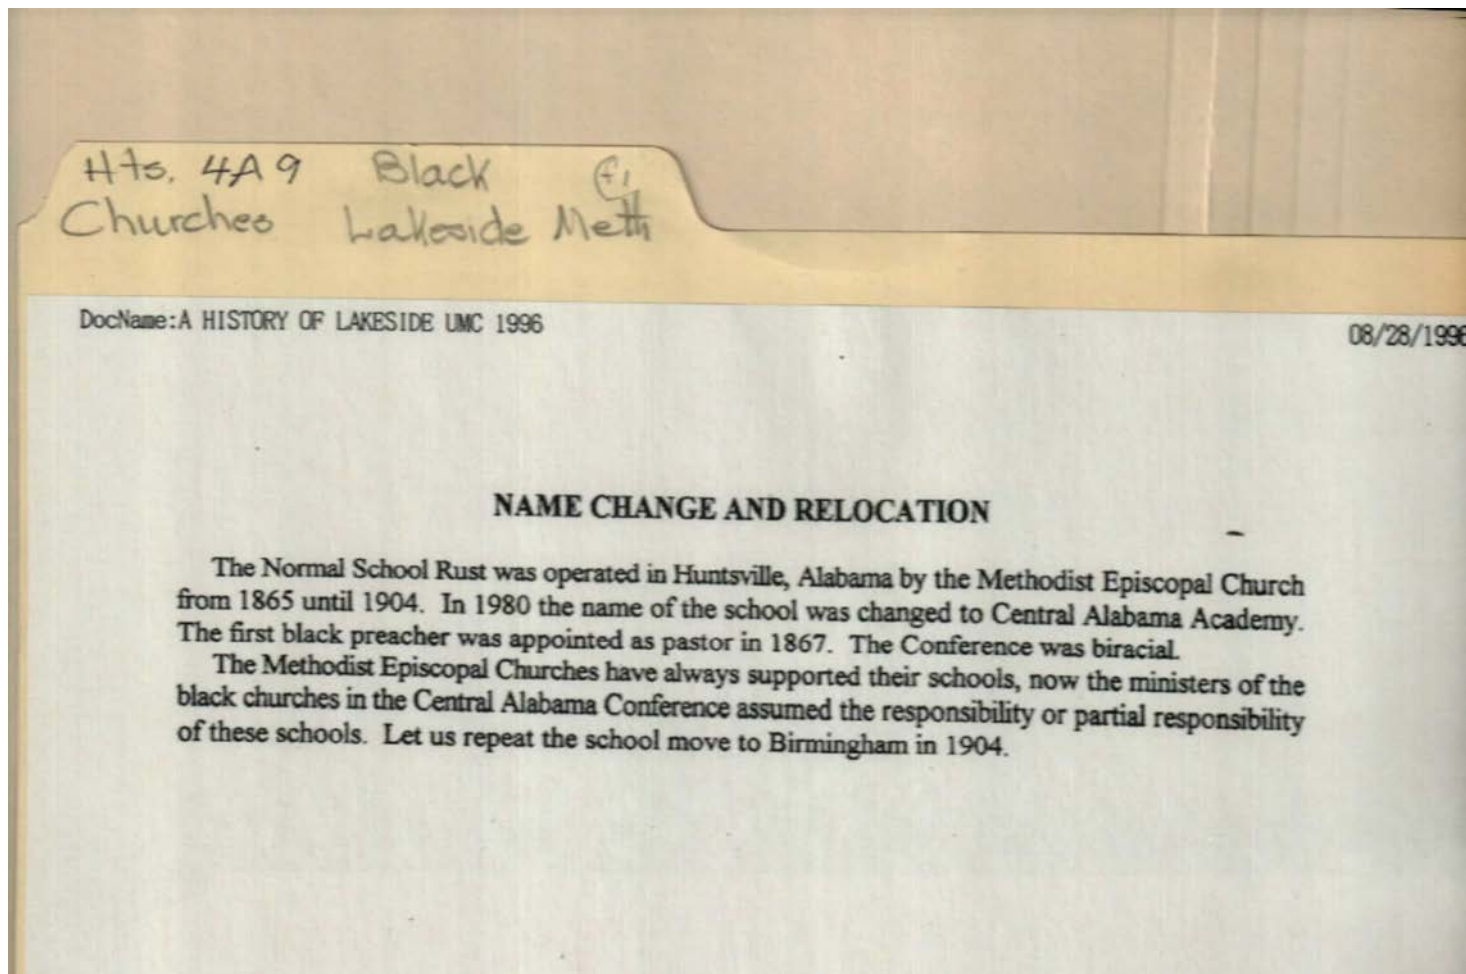 Hts. 4A9 Black f1
Churches Lakeside Meth
DocName:A HISTORY OF LAKESIDE UMC 1996 08/28/1996
NAME CHANGE AND RELOCATION
The Normal School Rust was operated in Huntsville, Alabama by the Methodist Episcopal Church
from 1865 until 1904. In 1980 the name of the school was changed to Central Alabama Academy.
The first black preacher was appointed as pastor in 1867. The Conference was biracial.
The Methodist Episcopal Churches have always supported their schools, now the ministers of the
black churches in the Central Alabama Conference assumed the responsibility or partial responsibility
of these schools. Let us repeat the school move to Birmingham in 1904.